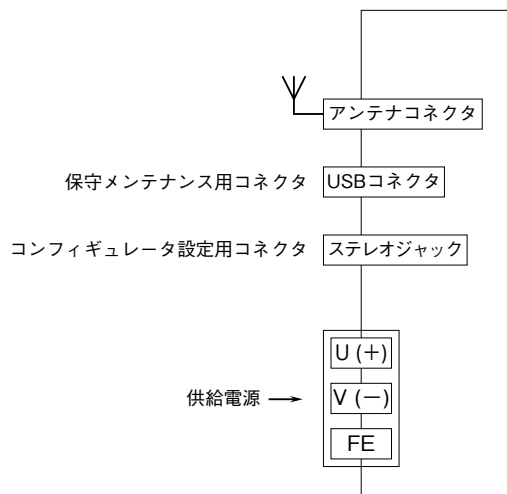 アンテナコネクタ
保守メンテナンス用コネクタ USBコネクタ
コンフィギュレータ設定用コネクタ ステレオジャック
U (+)
供給電源 V (−)
FE